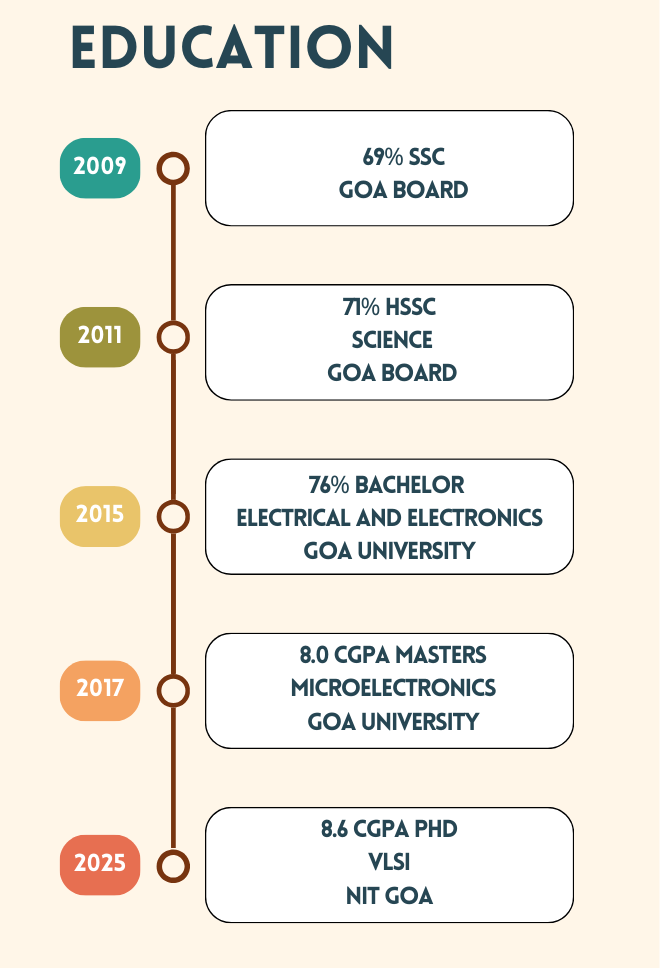 EDUCATION
2009
69% SSC
GOA BOARD
2011
71% HSSC
SCIENCE
GOA BOARD
2015
76% BACHELOR
ELECTRICAL AND ELECTRONICS
GOA UNIVERSITY
2017
8.0 CGPA MASTERS
MICROELECTRONICS
GOA UNIVERSITY
2025
8.6 CGPA PHD
VLSI
NIT GOA